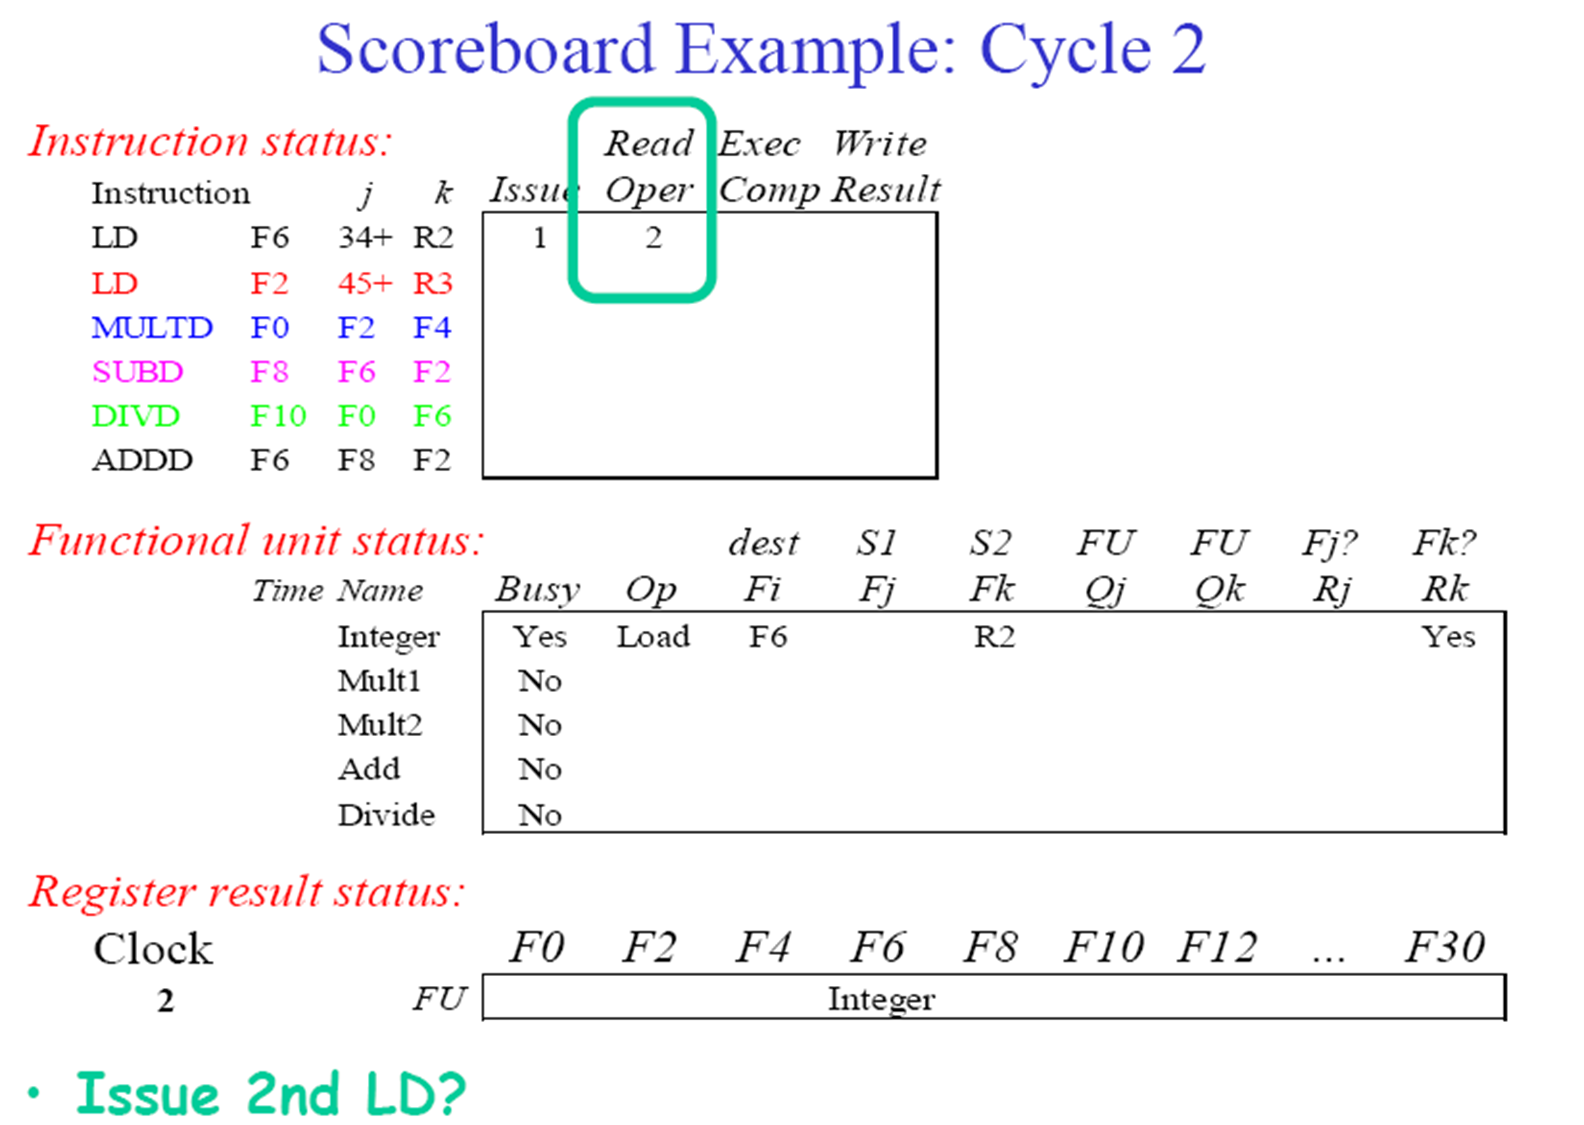 Scoreboard Example: Cycle 2
Instruction status: Read Exec Write
Instruction j k Issue Oper Comp Result
LD F6 34+ R2 1 2
LD F2 45+ R3
MULTD F0 F2 F4
SUBD F8 F6 F2
DIVD F10 F0 F6
ADDD F6 F8 F2
Functional unit status: dest S1 S2 FU FU Fj? Fk?
Time Name Busy Op Fi Fj Fk Qj Qk Rj Rk
Integer Yes Load F6 R2 Yes
Mult1 No
Mult2 No
Add No
Divide No
Register result status:
Clock F0 F2 F4 F6 F8 F10 F12 ... F30
2 FU Integer
• Issue 2nd LD?